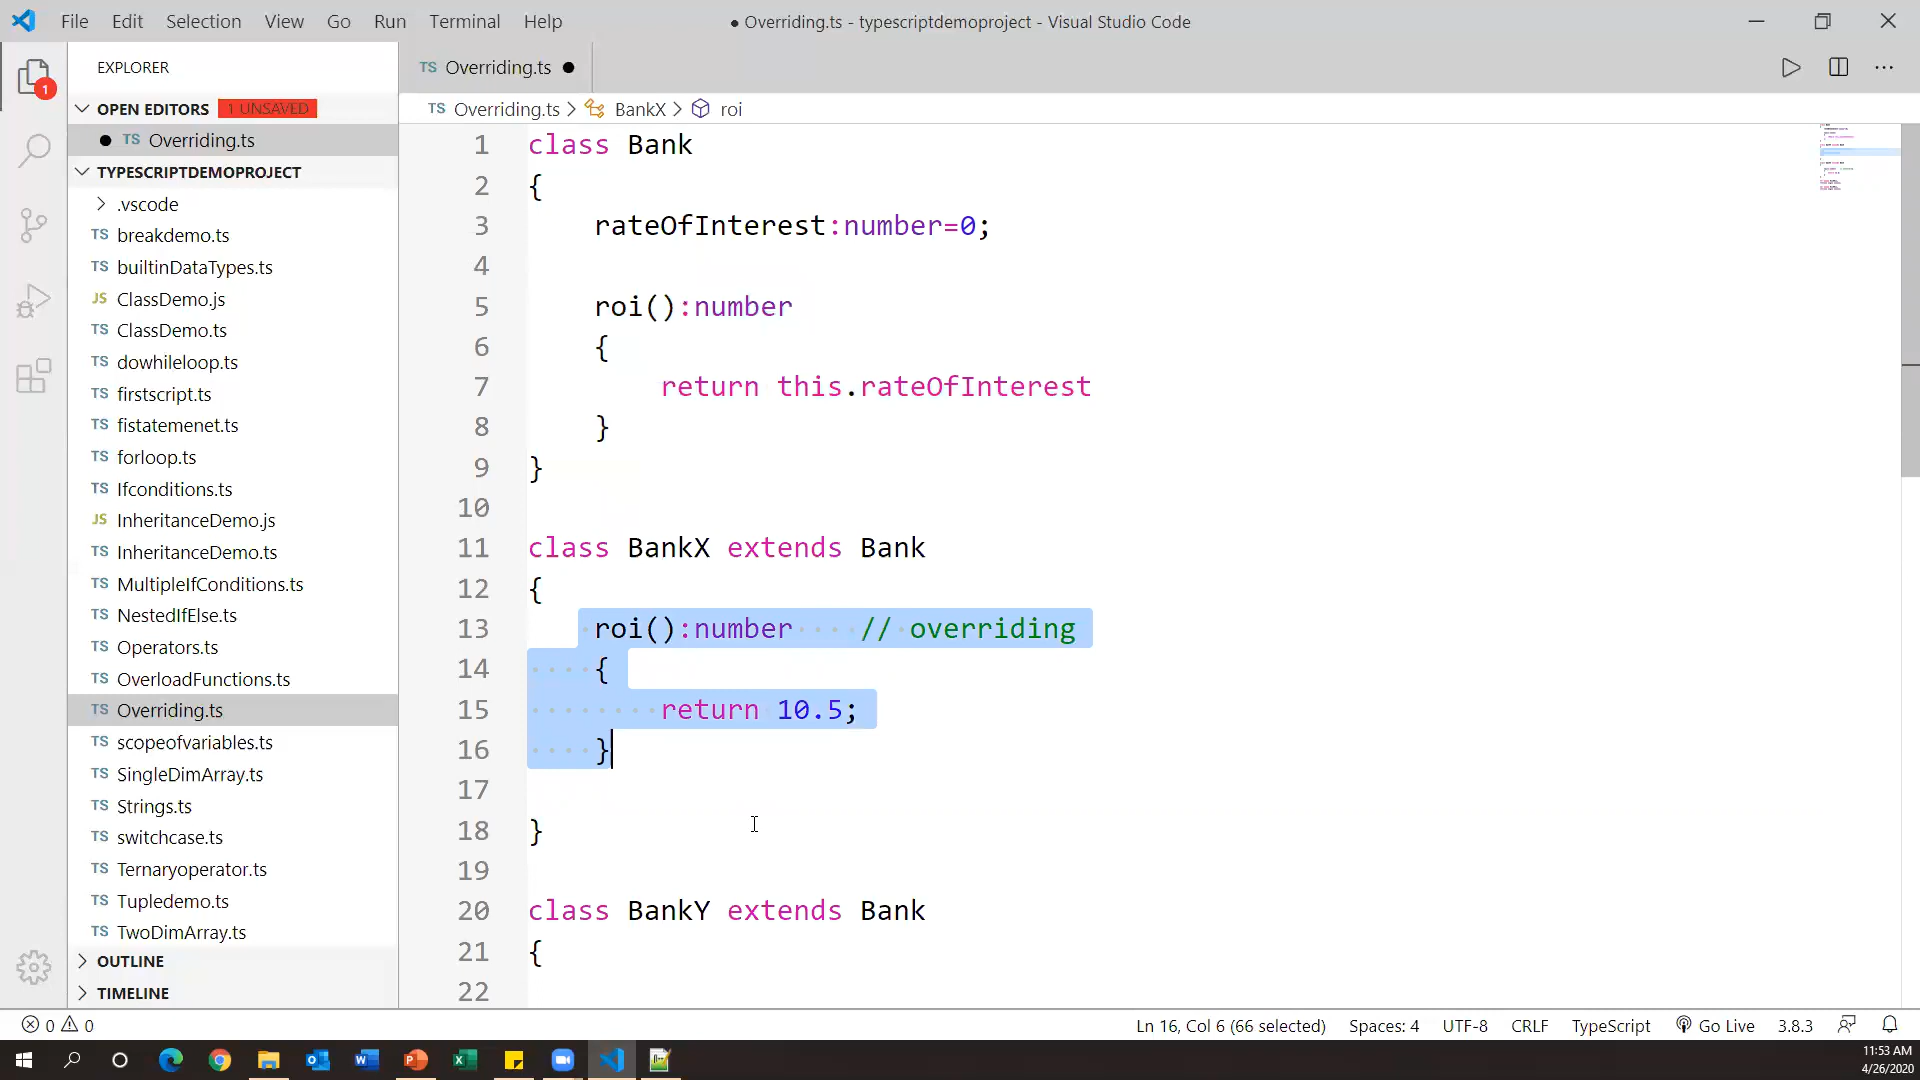 File Edit Selection View Go Run Terminal Help
● Overriding.ts - typescriptdemoproject - Visual Studio Code
EXPLORER
TS Overriding.ts ●
1
OPEN EDITORS 1 UNSAVED
TS Overriding.ts > BankX > roi
● TS Overriding.ts
TYPESCRIPTDEMOPROJECT
.vscode
TS breakdemo.ts
TS builtinDataTypes.ts
JS ClassDemo.js
TS ClassDemo.ts
TS dowhileloop.ts
TS firstscript.ts
TS fistatemenet.ts
TS forloop.ts
TS Ifconditions.ts
JS InheritanceDemo.js
TS InheritanceDemo.ts
TS MultipleIfConditions.ts
TS NestedIfElse.ts
TS Operators.ts
TS OverloadFunctions.ts
TS Overriding.ts
TS scopeofvariables.ts
TS SingleDimArray.ts
TS Strings.ts
TS switchcase.ts
TS Ternaryoperator.ts
TS Tupledemo.ts
TS TwoDimArray.ts
OUTLINE
TIMELINE
1 class Bank
2 {
3 rateOfInterest:number=0;
4
5 roi():number
6 {
7 return this.rateOfInterest
8 }
9 }
10
11 class BankX extends Bank
12 {
13 roi():number // overriding
14 {
15 return 10.5;
16 }
17
18 }
19
20 class BankY extends Bank
21 {
22
0 0
Ln 16, Col 6 (66 selected) Spaces: 4 UTF-8 CRLF TypeScript Go Live 3.8.3
11:53 AM
4/26/2020